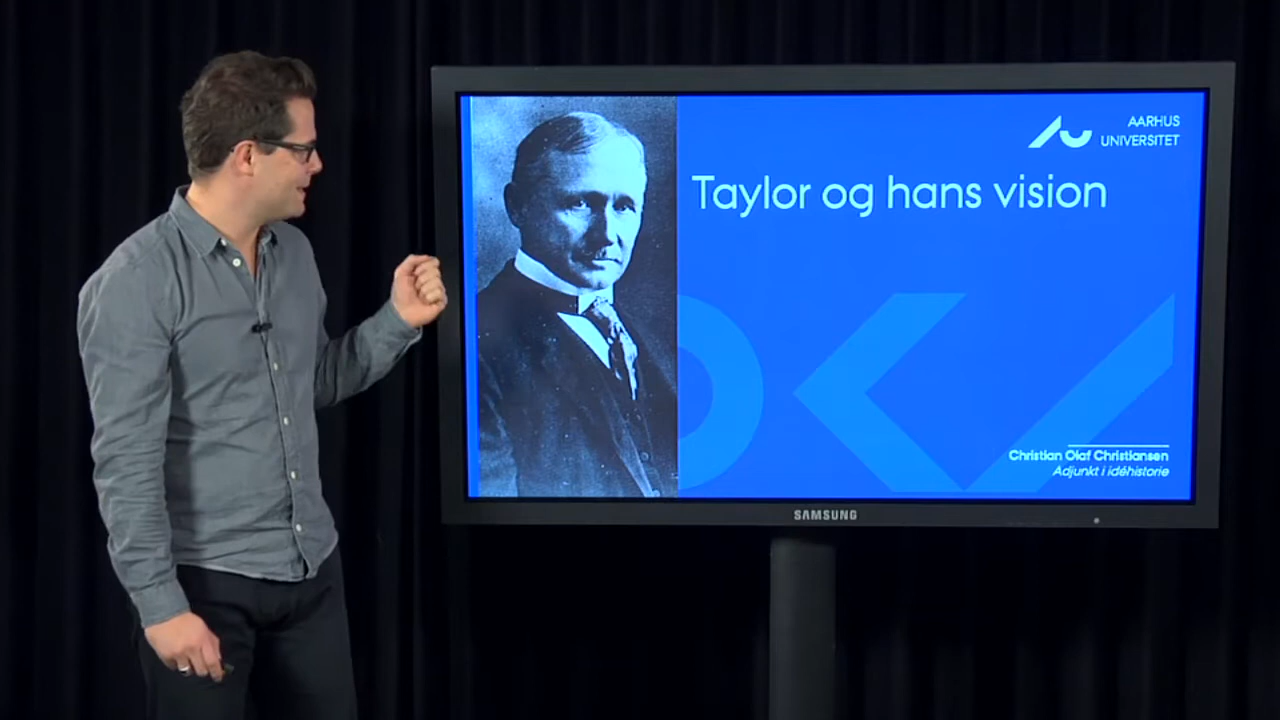 AARHUS
UNIVERSITET
Taylor og hans vision
Christian Olaf Christiansen
Adjunkt i idéhistorie
SAMSUNG